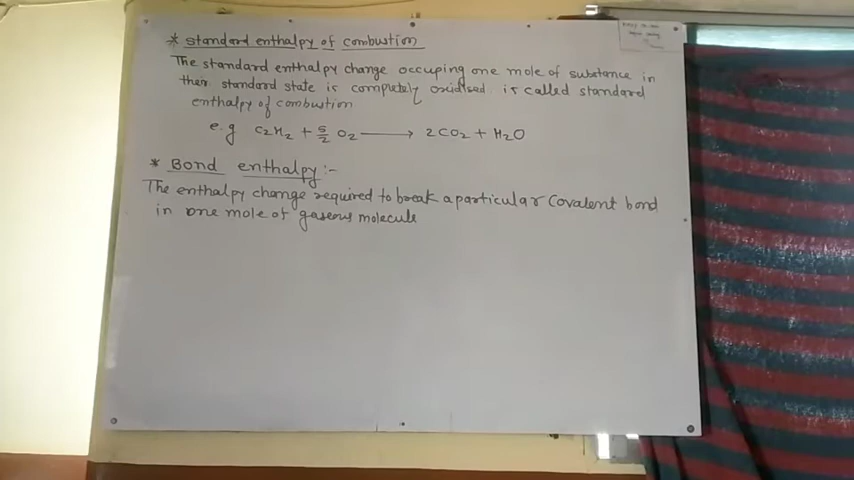 * Standard enthalpy of combustion
The standard enthalpy change occuping one mole of substance in
their standard state is completely oxidised. is called standard
enthalpy of combustion
e.g C2H2 + 5/2 O2 → 2CO2 + H2O
* Bond enthalpy :-
The enthalpy change required to break a particular Covalent bond
in one mole of gaseous molecule